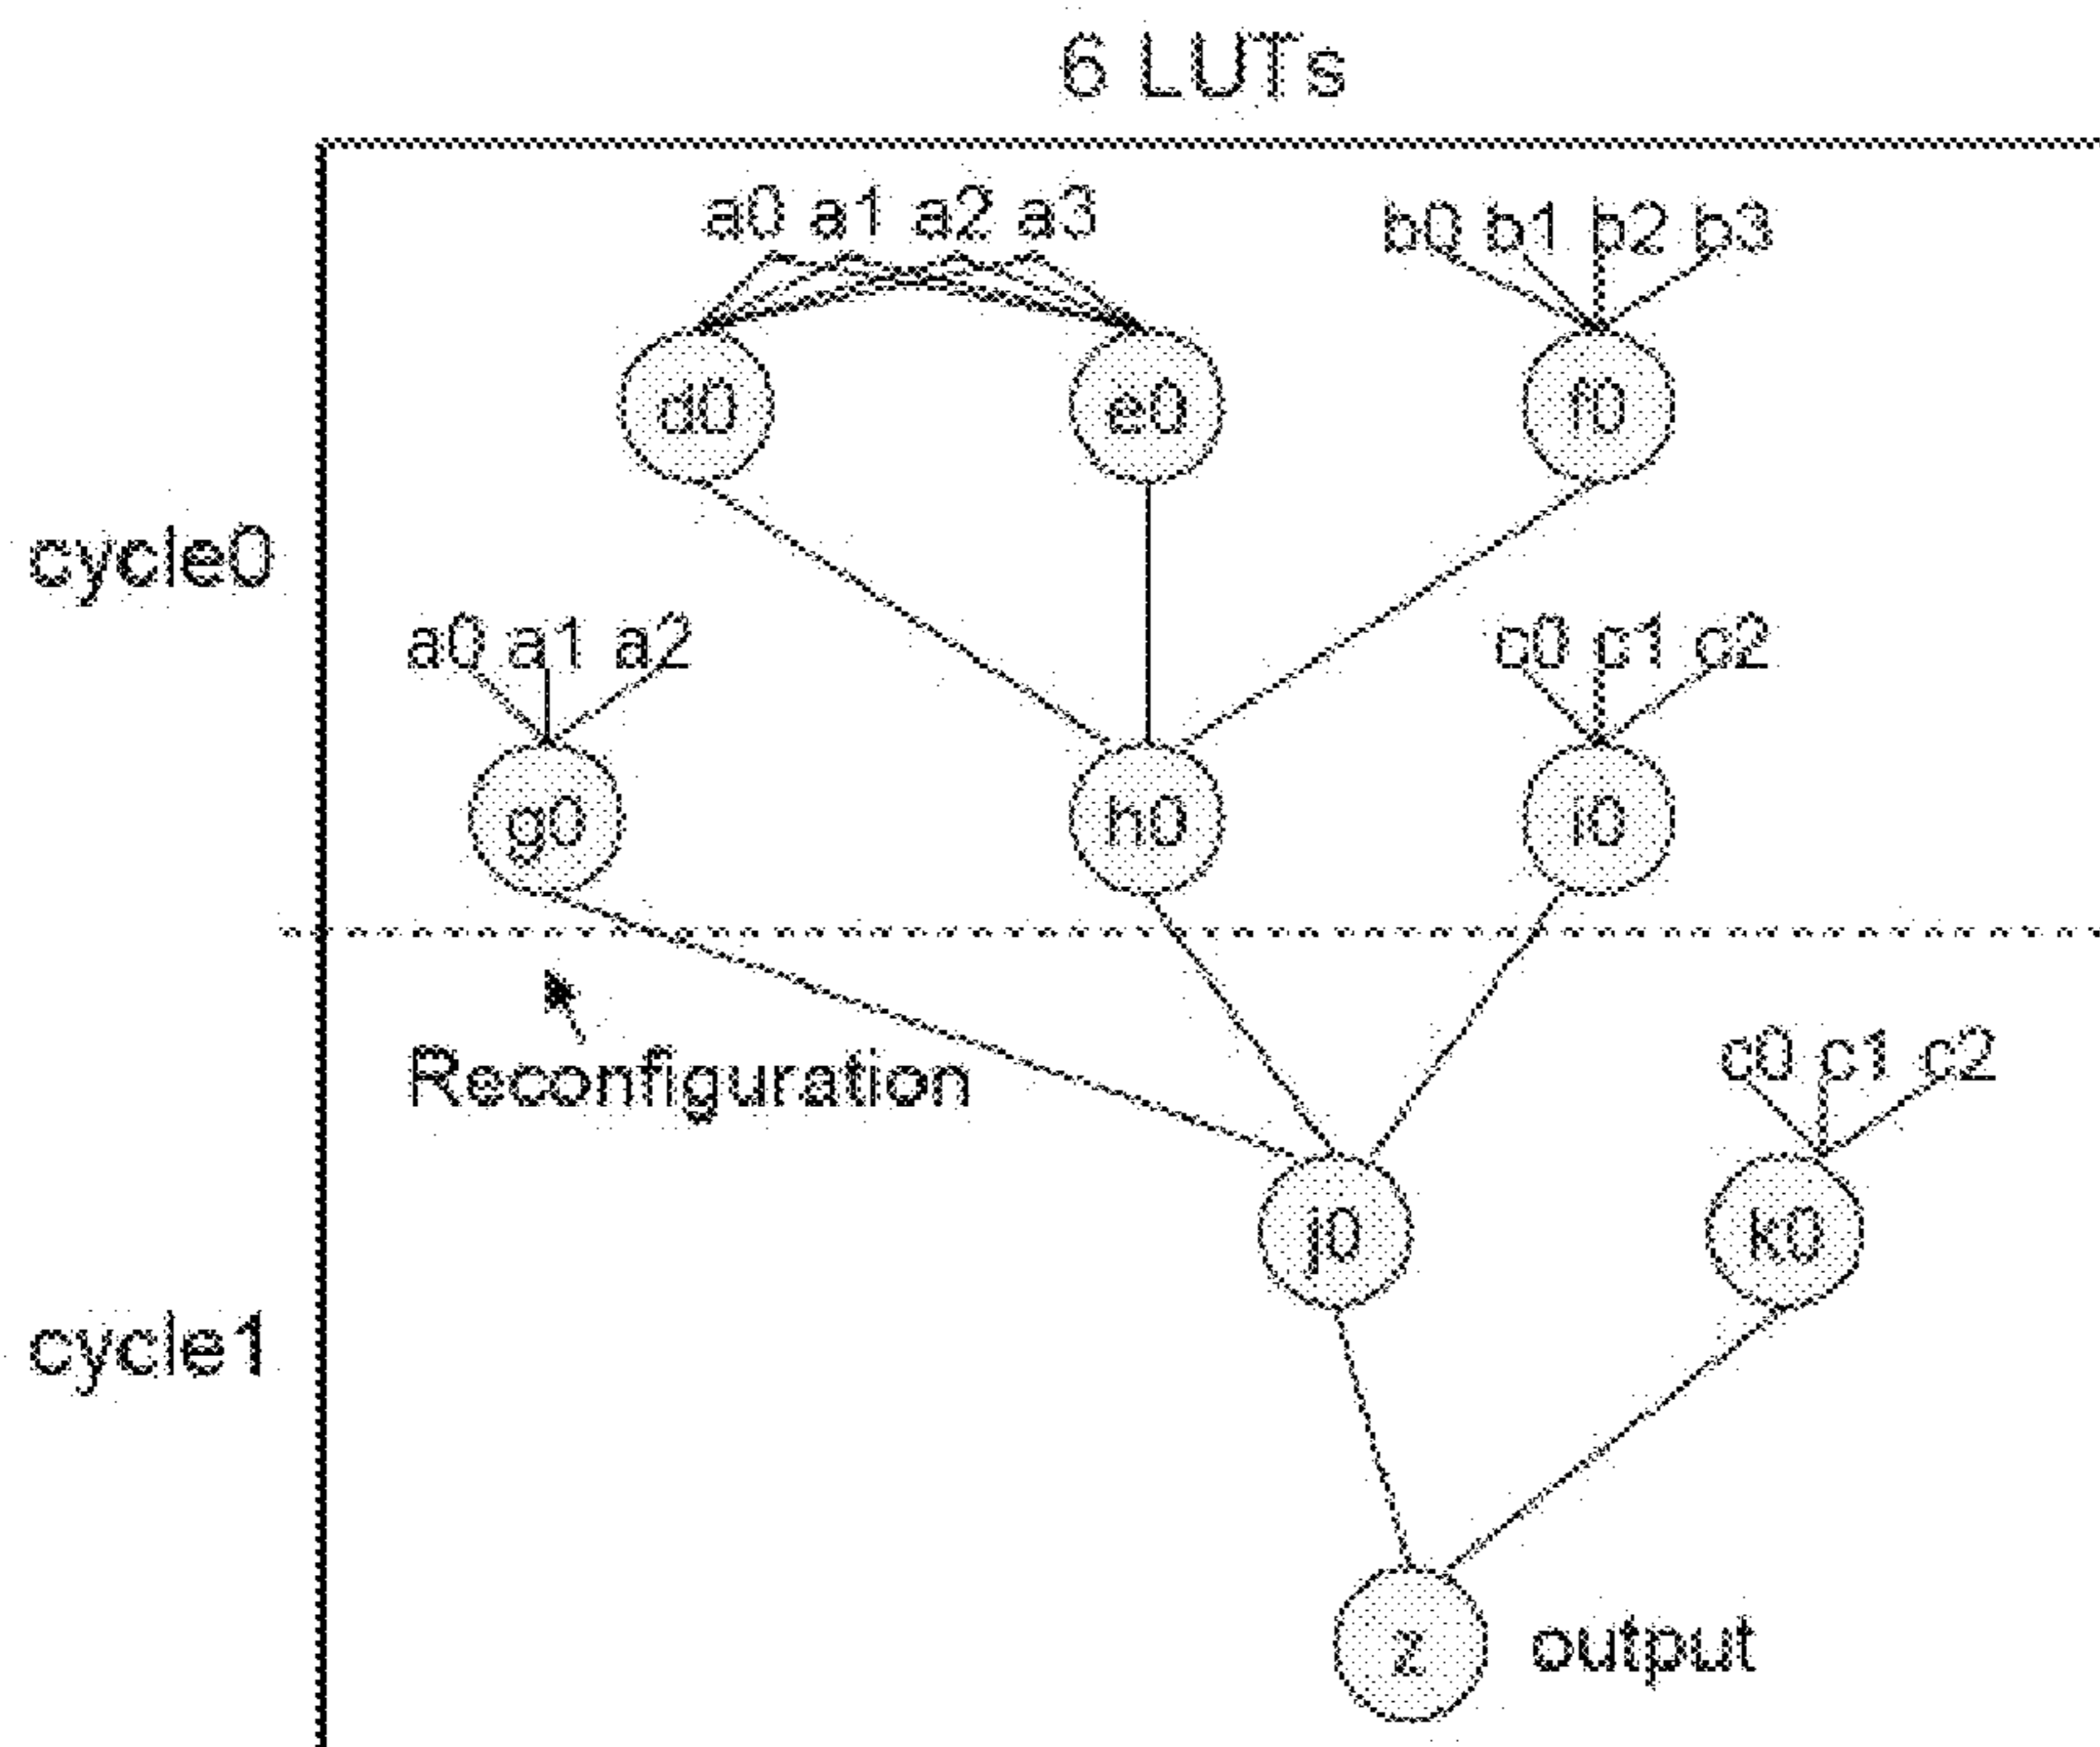 6 LUTs
a0 a1 a2 a3
b0 b1 b2 b3
d0
e0
f0
cycle0
a0 a1 a2
c0 c1 c2
g0
h0
i0
Reconfiguration
c0 c1 c2
j0
k0
cycle1
z
output